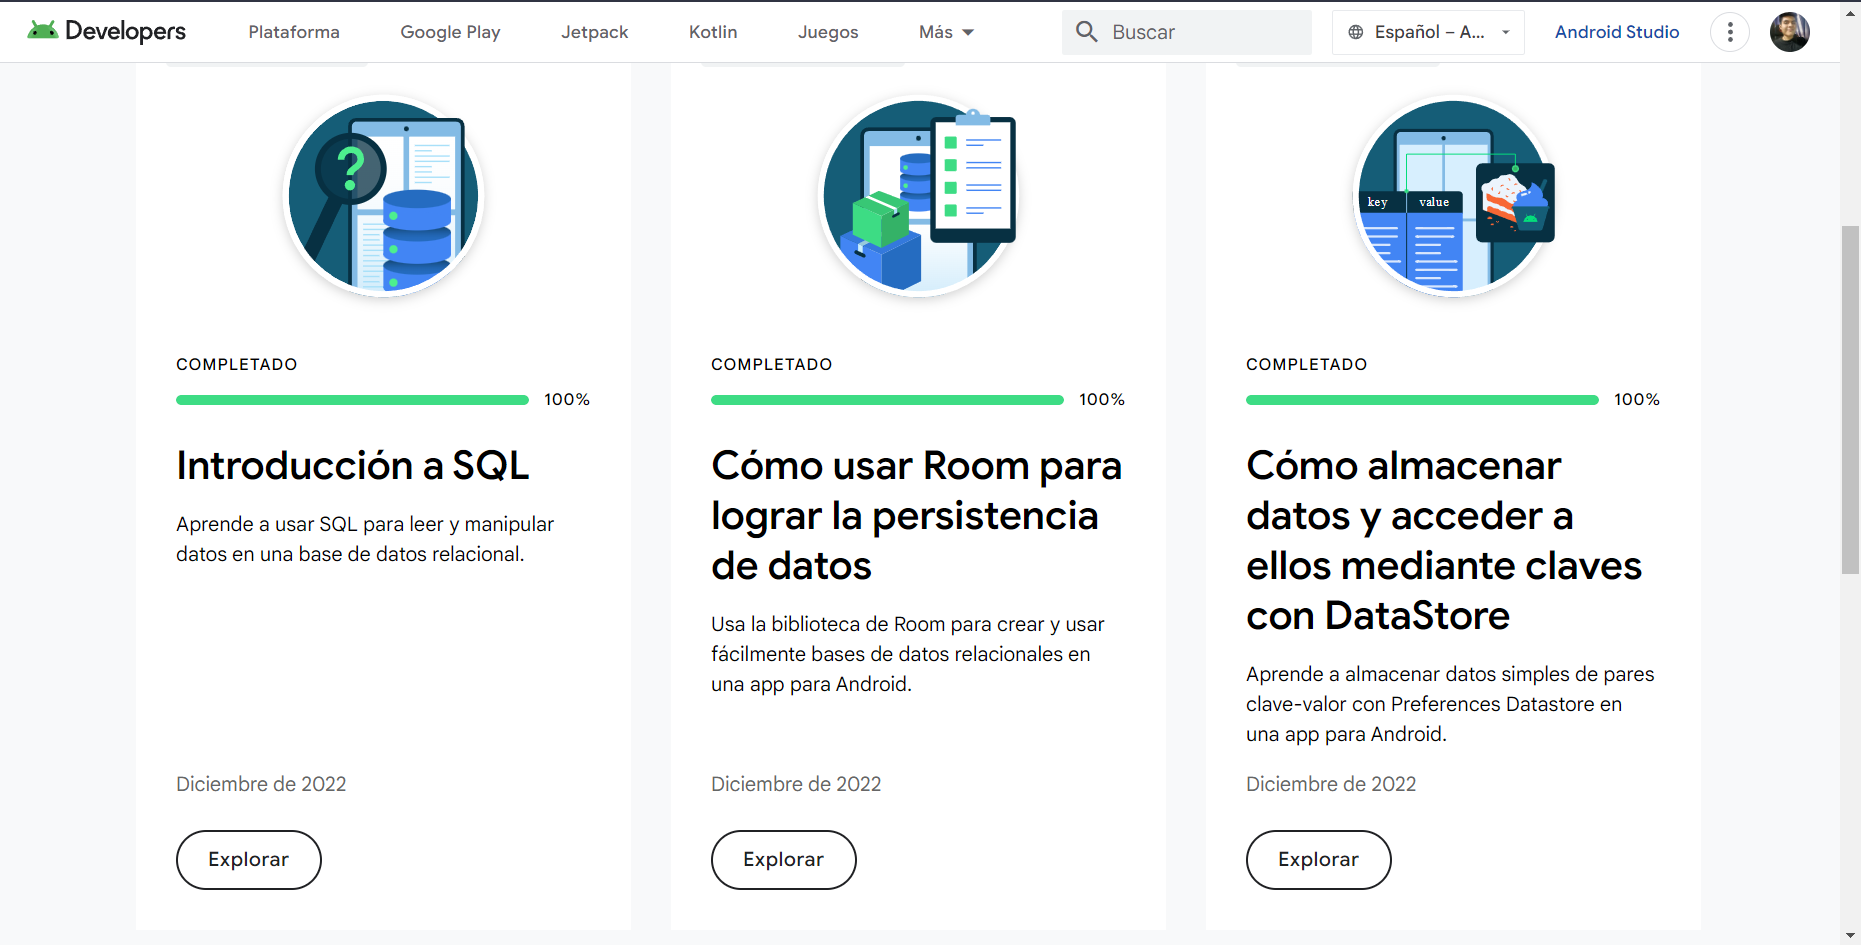 Developers
Plataforma
Google Play
Jetpack
Kotlin
Juegos
Más
Buscar
Español – A...
Android Studio
?
key value
COMPLETADO
100%
Introducción a SQL
Aprende a usar SQL para leer y manipular
datos en una base de datos relacional.
Diciembre de 2022
Explorar
COMPLETADO
100%
Cómo usar Room para
lograr la persistencia
de datos
Usa la biblioteca de Room para crear y usar
fácilmente bases de datos relacionales en
una app para Android.
Diciembre de 2022
Explorar
COMPLETADO
100%
Cómo almacenar
datos y acceder a
ellos mediante claves
con DataStore
Aprende a almacenar datos simples de pares
clave-valor con Preferences Datastore en
una app para Android.
Diciembre de 2022
Explorar